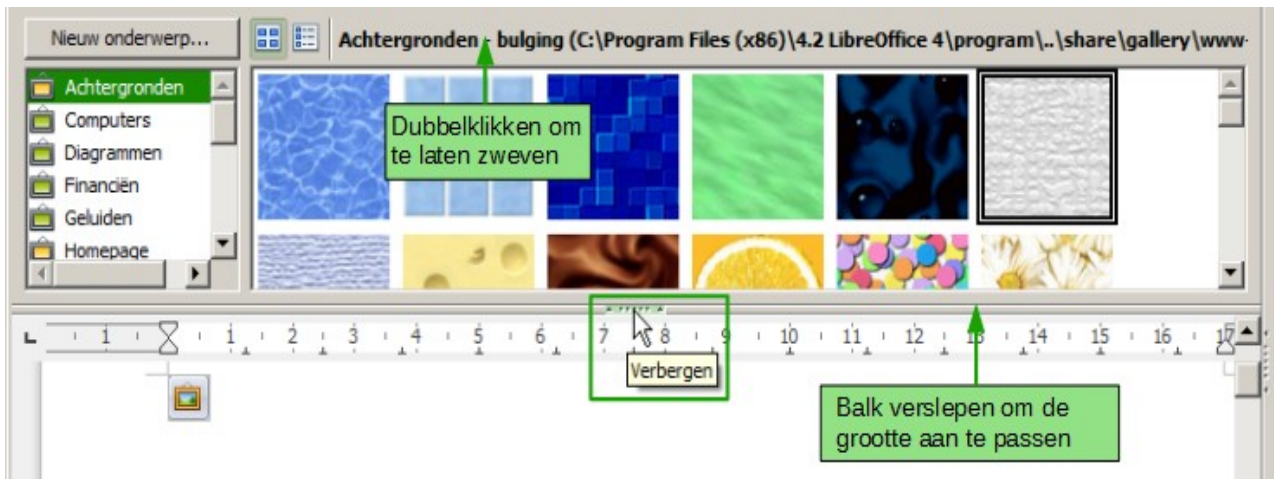 Nieuw onderwerp...
Achtergronden - bulging (C:\Program Files (x86)\4.2 LibreOffice 4\program\..\share\gallery\www-
Achtergronden
Computers
Diagrammen
Financiën
Geluiden
Homepage
Dubbelklikken om
te laten zweven
1 1 2 3 4 5 6 7 8 9 10 11 12 13 14 15 16 17
Verbergen
Balk verslepen om de
grootte aan te passen